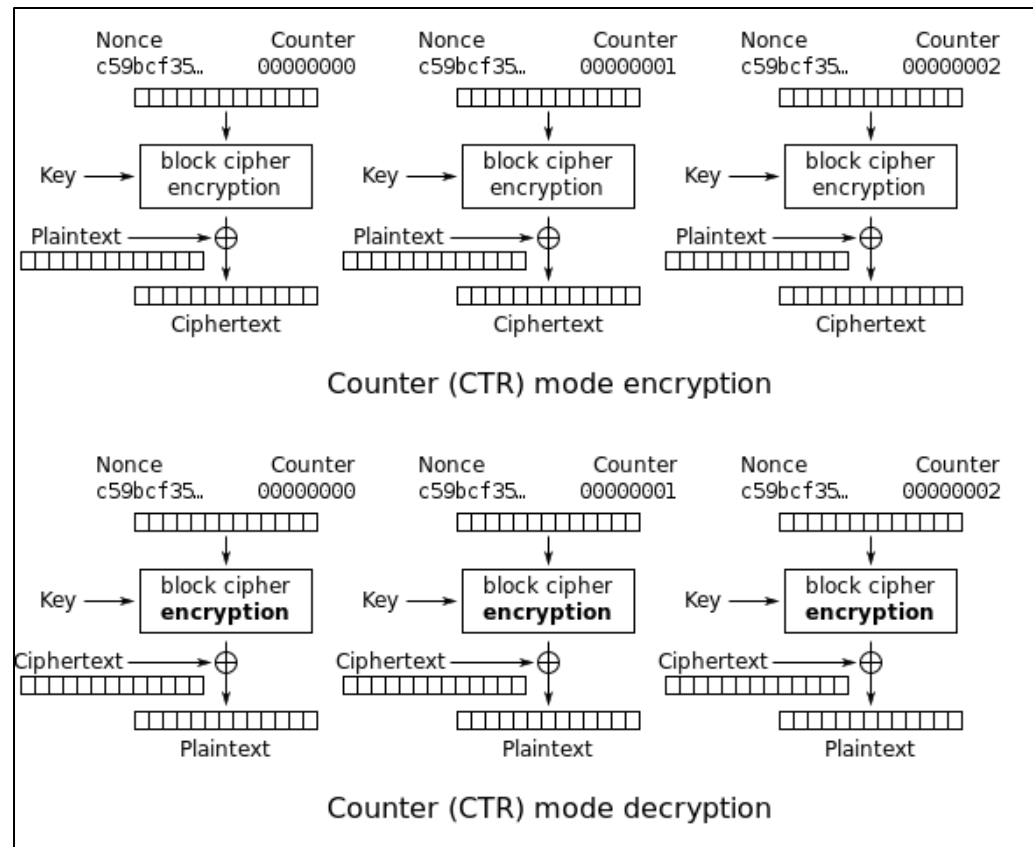 Nonce Counter Nonce Counter Nonce Counter
c59bcf35… 00000000 c59bcf35… 00000001 c59bcf35… 00000002
Key block cipher encryption Key block cipher encryption Key block cipher encryption
Plaintext Plaintext Plaintext
Ciphertext Ciphertext Ciphertext
Counter (CTR) mode encryption
Nonce Counter Nonce Counter Nonce Counter
c59bcf35… 00000000 c59bcf35… 00000001 c59bcf35… 00000002
Key block cipher encryption Key block cipher encryption Key block cipher encryption
Ciphertext Ciphertext Ciphertext
Plaintext Plaintext Plaintext
Counter (CTR) mode decryption